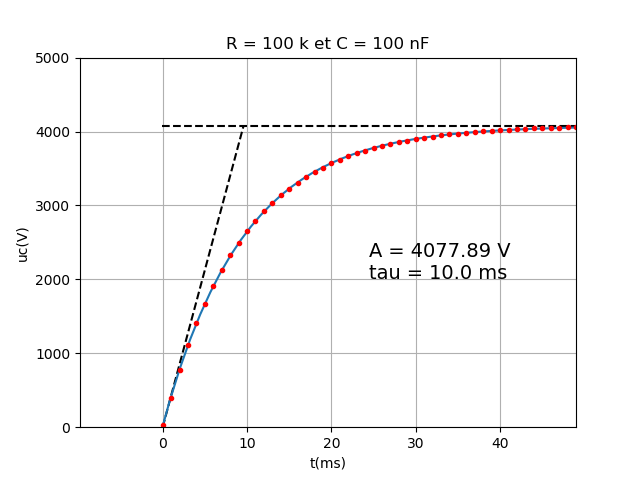 R = 100 k et C = 100 nF
5000
4000
3000
2000
1000
0
uc(V)
A = 4077.89 V
tau = 10.0 ms
0 10 20 30 40
t(ms)